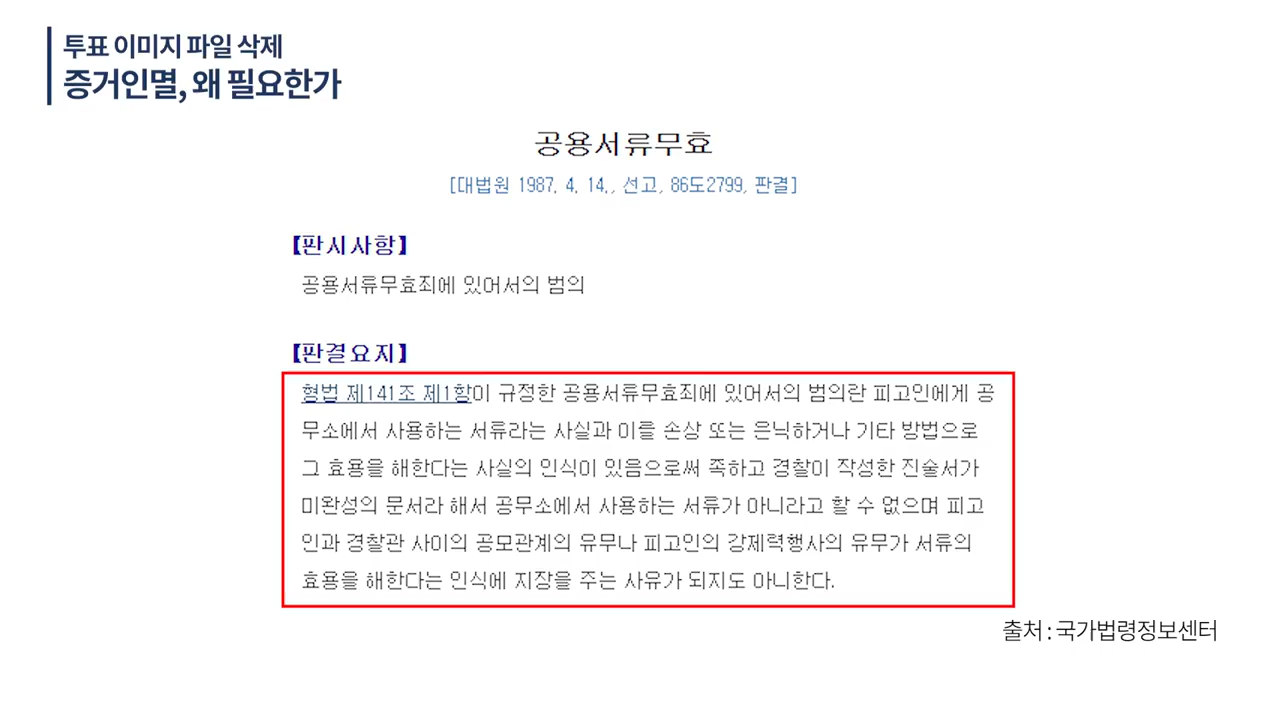 투표 이미지 파일 삭제
증거인멸, 왜 필요한가
공용서류무효
[대법원 1987. 4. 14., 선고, 86도2799, 판결]
【판시사항】
공용서류무효죄에 있어서의 범의
【판결요지】
형법 제141조 제1항이 규정한 공용서류무효죄에 있어서의 범의란 피고인에게 공
무소에서 사용하는 서류라는 사실과 이를 손상 또는 은닉하거나 기타 방법으로
그 효용을 해한다는 사실의 인식이 있음으로써 족하고 경찰이 작성한 진술서가
미완성의 문서라 해서 공무소에서 사용하는 서류가 아니라고 할 수 없으며 피고
인과 경찰관 사이의 공모관계의 유무나 피고인의 강제력행사의 유무가 서류의
효용을 해한다는 인식에 지장을 주는 사유가 되지도 아니한다.
출처 : 국가법령정보센터